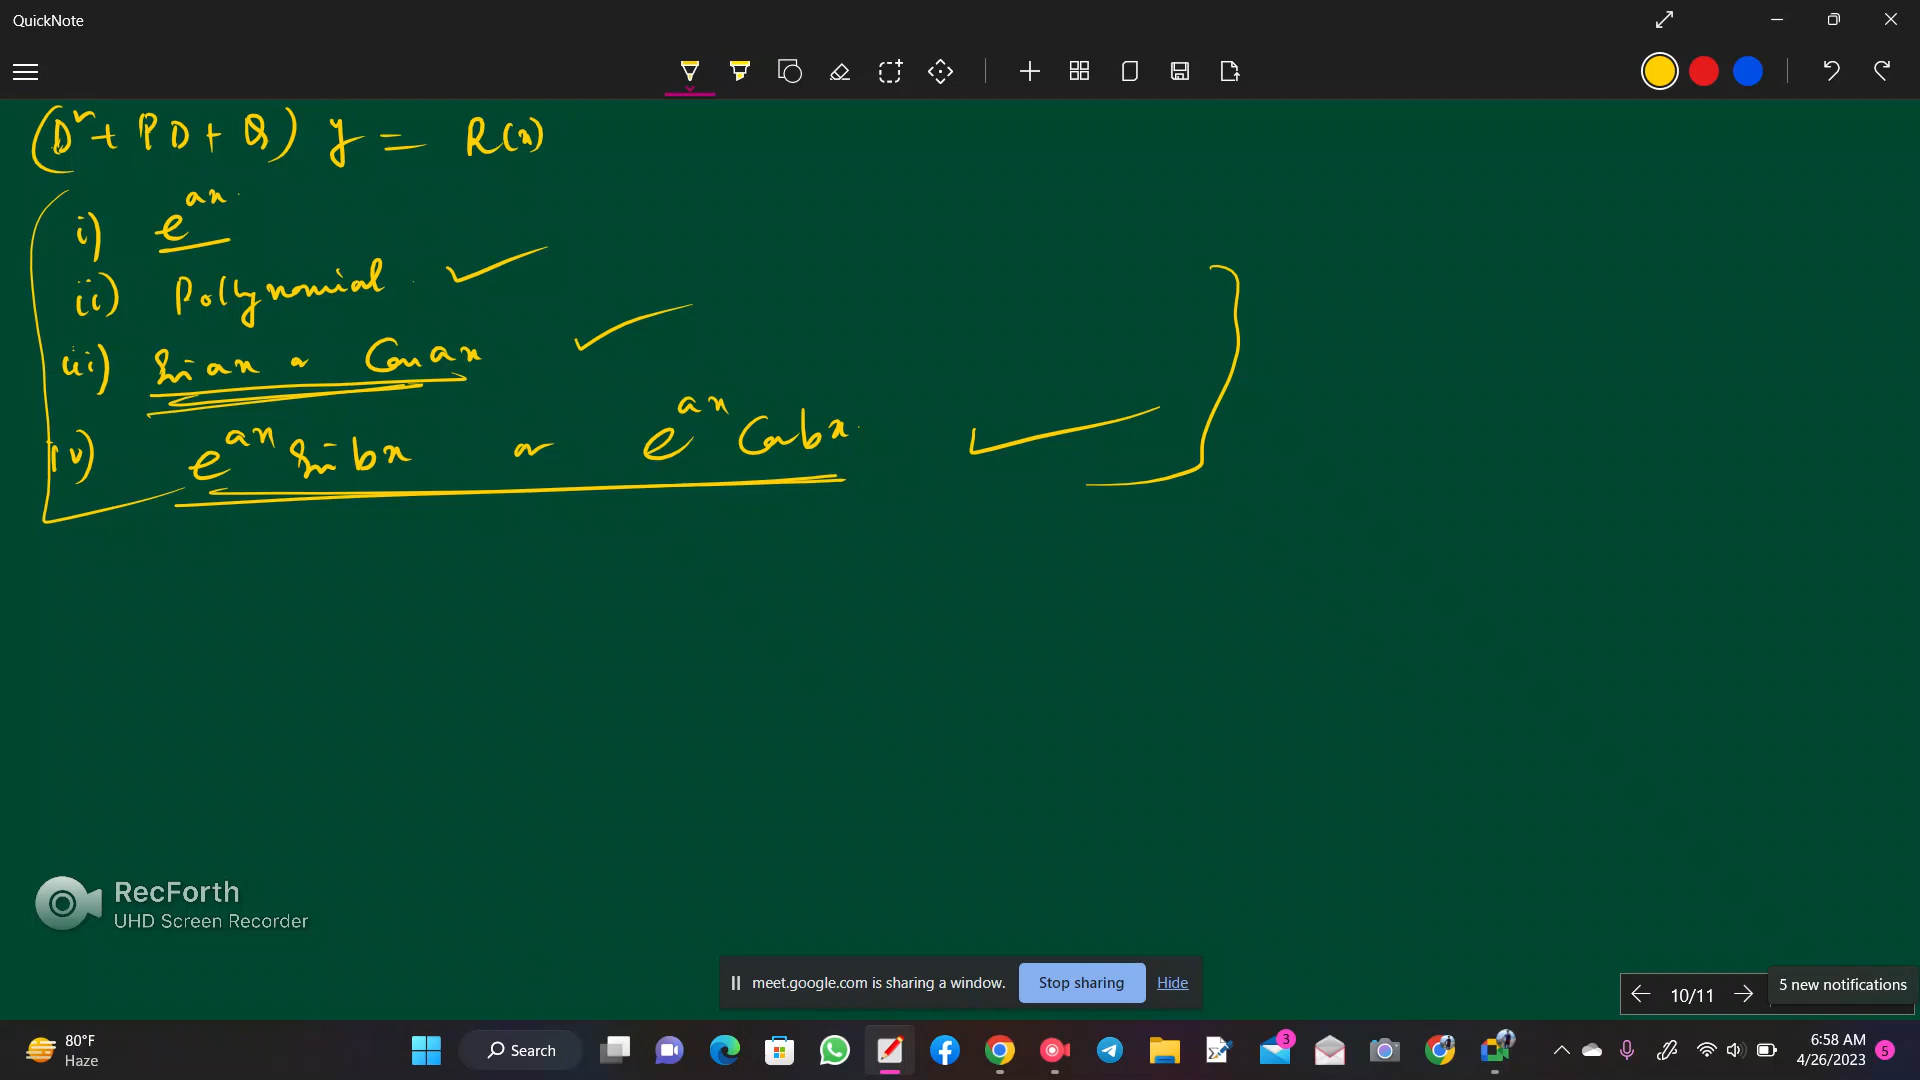 QuickNote
(D² + PD + Q) y = R(x)
i) e^ax
ii) Polynomial
iii) Sin ax or Cos ax
iv) e^ax Sin bx or e^ax Cos bx
RecForth
UHD Screen Recorder
meet.google.com is sharing a window. Stop sharing Hide
10/11 5 new notifications
80°F
Haze
Search
3
6:58 AM
4/26/2023
5